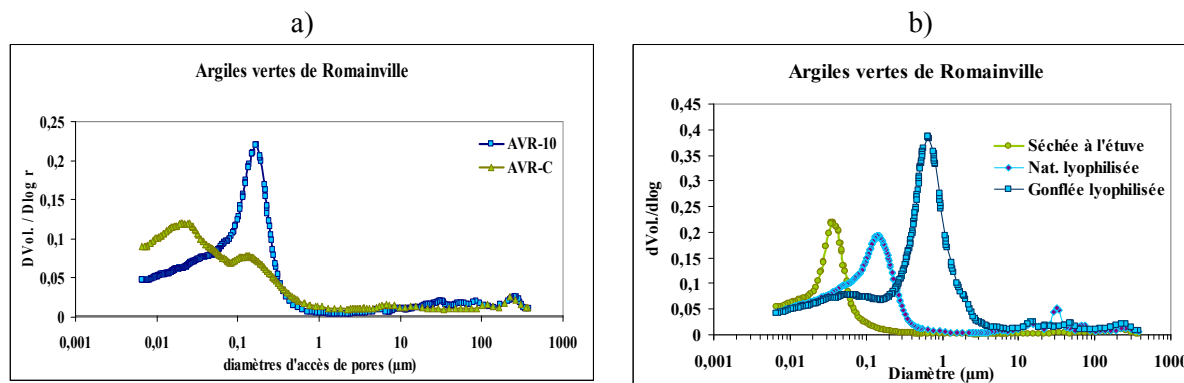 a)
Argiles vertes de Romainville
0,25
0,2
0,15
0,1
0,05
0
DVol. / Dlog r
AVR-10
AVR-C
0,001 0,01 0,1 1 10 100 1000
diamètres d'accès de pores (µm)
b)
Argiles vertes de Romainville
0,45
0,4
0,35
0,3
0,25
0,2
0,15
0,1
0,05
0
dVol./dlog
Séchée à l'étuve
Nat. lyophilisée
Gonflée lyophilisée
0,001 0,01 0,1 1 10 100 1000
Diamètre (µm)